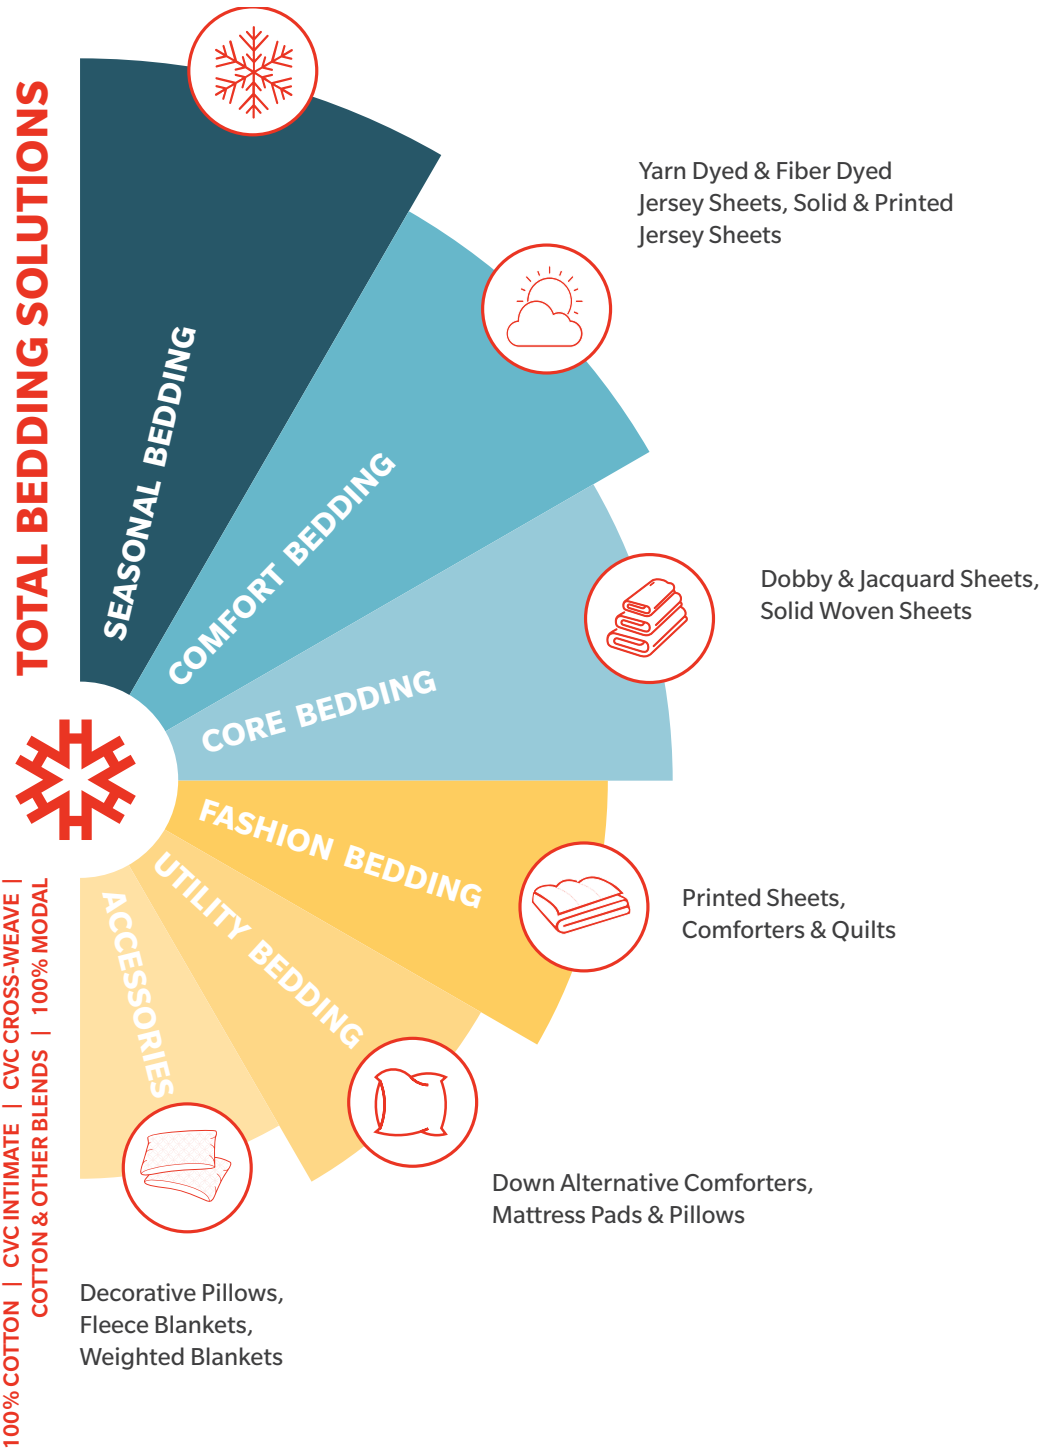 TOTAL BEDDING SOLUTIONS
SEASONAL BEDDING
COMFORT BEDDING
Yarn Dyed & Fiber Dyed
Jersey Sheets, Solid & Printed
Jersey Sheets
CORE BEDDING
Dobby & Jacquard Sheets,
Solid Woven Sheets
FASHION BEDDING
Printed Sheets,
Comforters & Quilts
UTILITY BEDDING
Down Alternative Comforters,
Mattress Pads & Pillows
ACCESSORIES
Decorative Pillows,
Fleece Blankets,
Weighted Blankets
100% COTTON | CVC INTIMATE | CVC CROSS-WEAVE |
COTTON & OTHER BLENDS | 100% MODAL